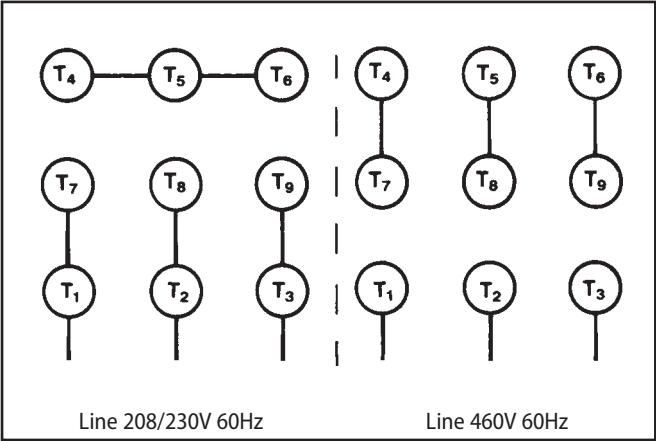 T4 T5 T6 T4 T5 T6
T7 T8 T9 T7 T8 T9
T1 T2 T3 T1 T2 T3
Line 208/230V 60Hz Line 460V 60Hz